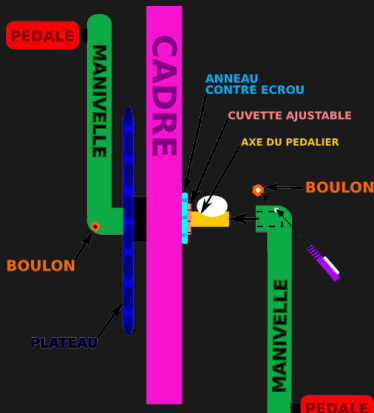 PEDALE
MANIVELLE
CADRE
ANNEAU
CONTRE ECROU
CUVETTE AJUSTABLE
AXE DU PEDALIER
BOULON
BOULON
PLATEAU
MANIVELLE
PEDALE